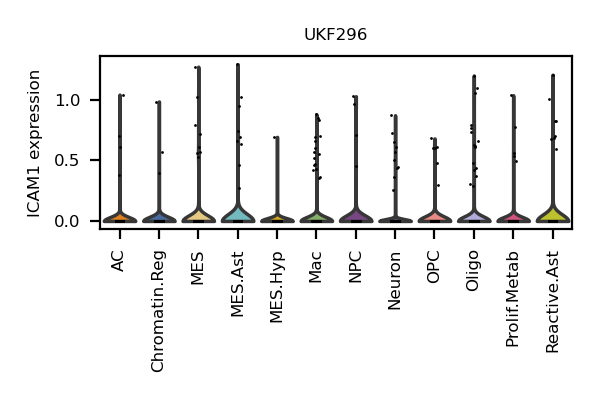 UKF296
ICAM1 expression
1.0
0.5
0.0
AC
Chromatin.Reg
MES
MES.Ast
MES.Hyp
Mac
NPC
Neuron
OPC
Oligo
Prolif.Metab
Reactive.Ast